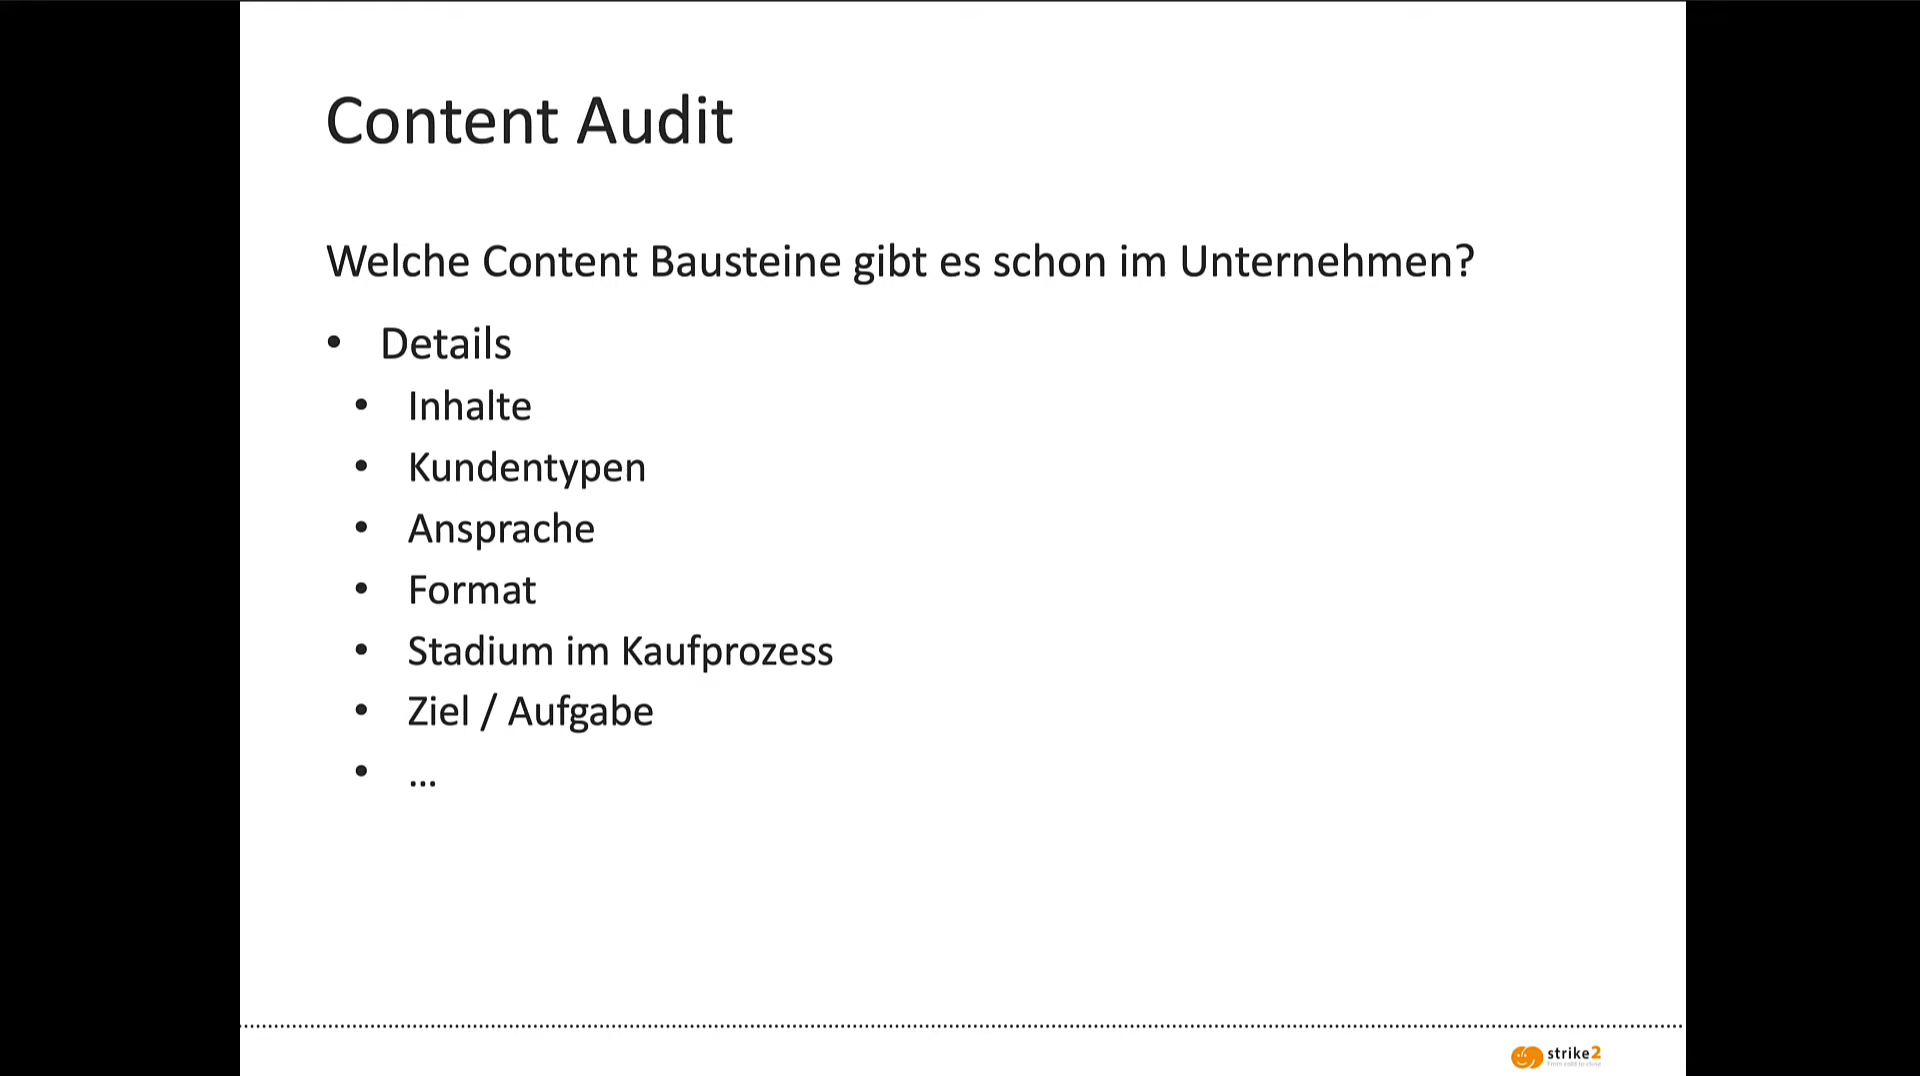 Content Audit
Welche Content Bausteine gibt es schon im Unternehmen?
• Details
• Inhalte
• Kundentypen
• Ansprache
• Format
• Stadium im Kaufprozess
• Ziel / Aufgabe
• ...
strike2